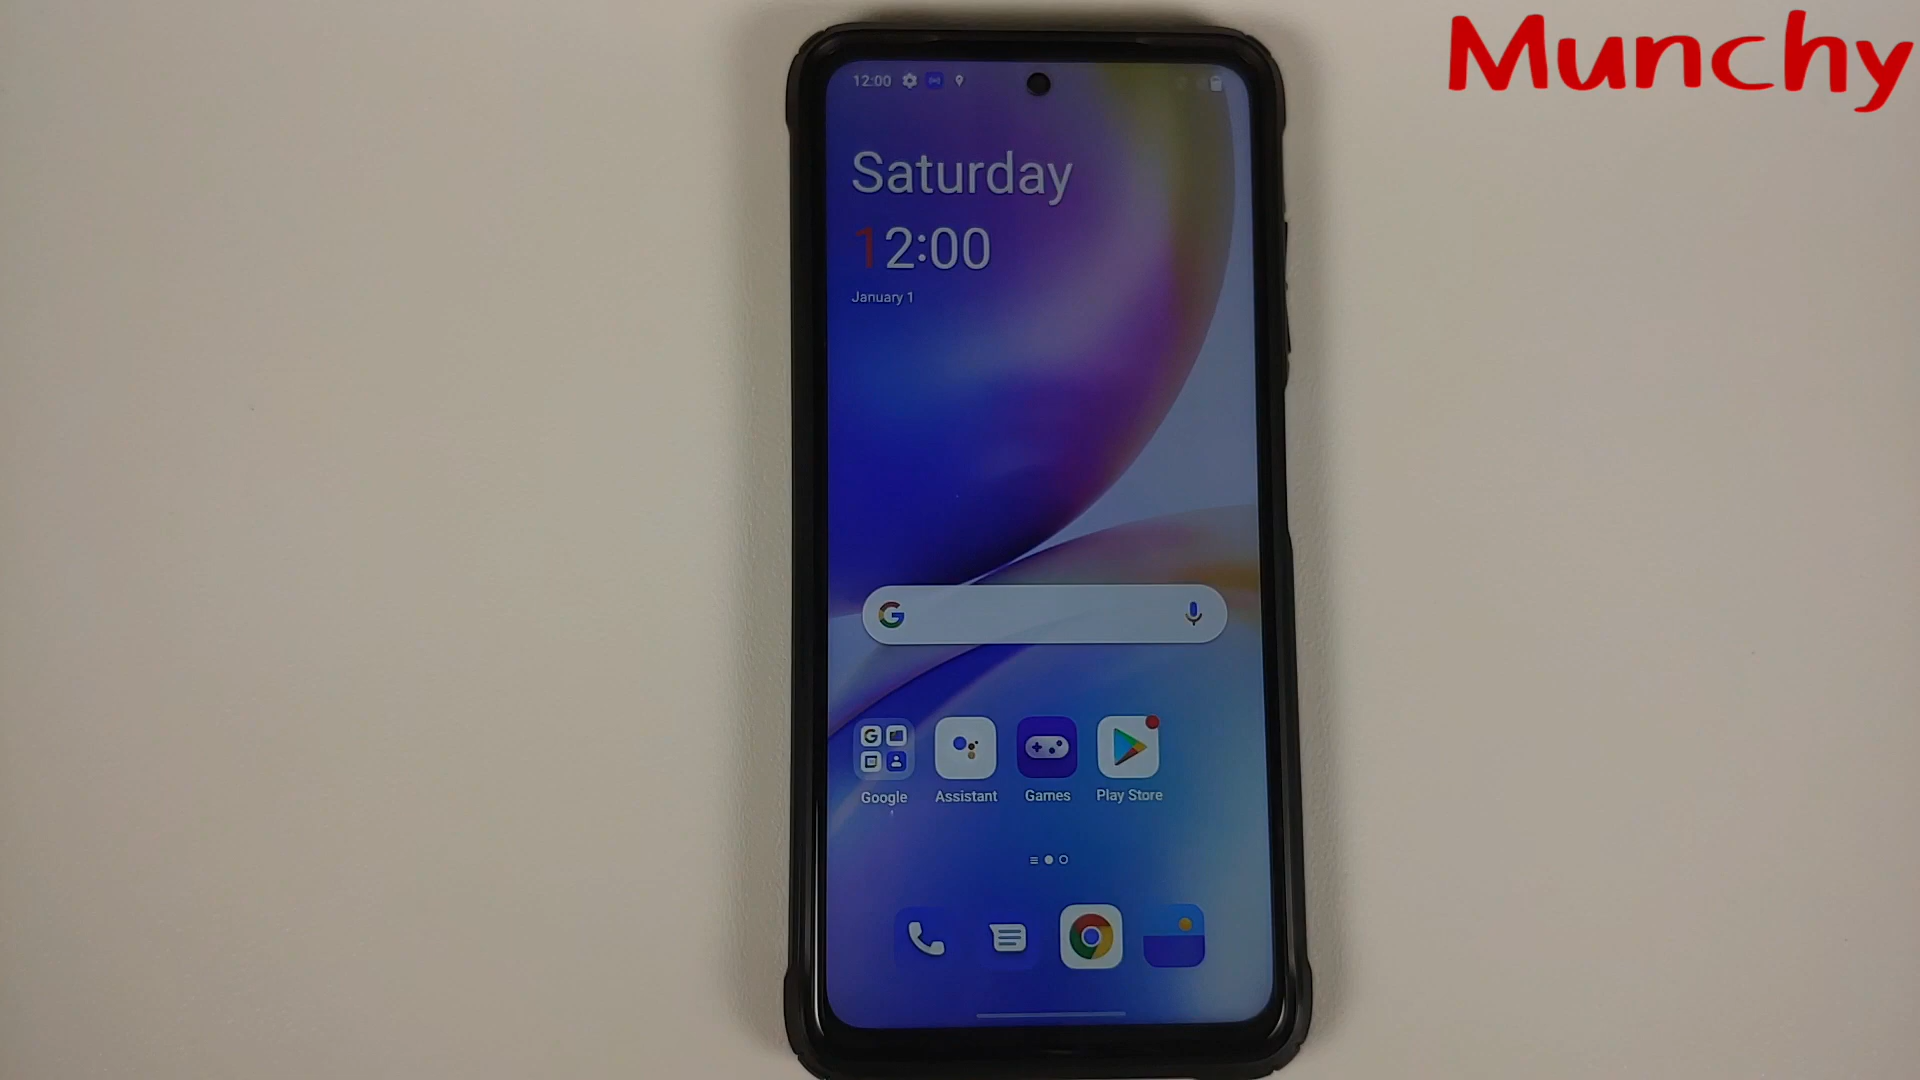 Munchy
12:00
Saturday
12:00
January 1
G
G
Google
Assistant
Games
Play Store